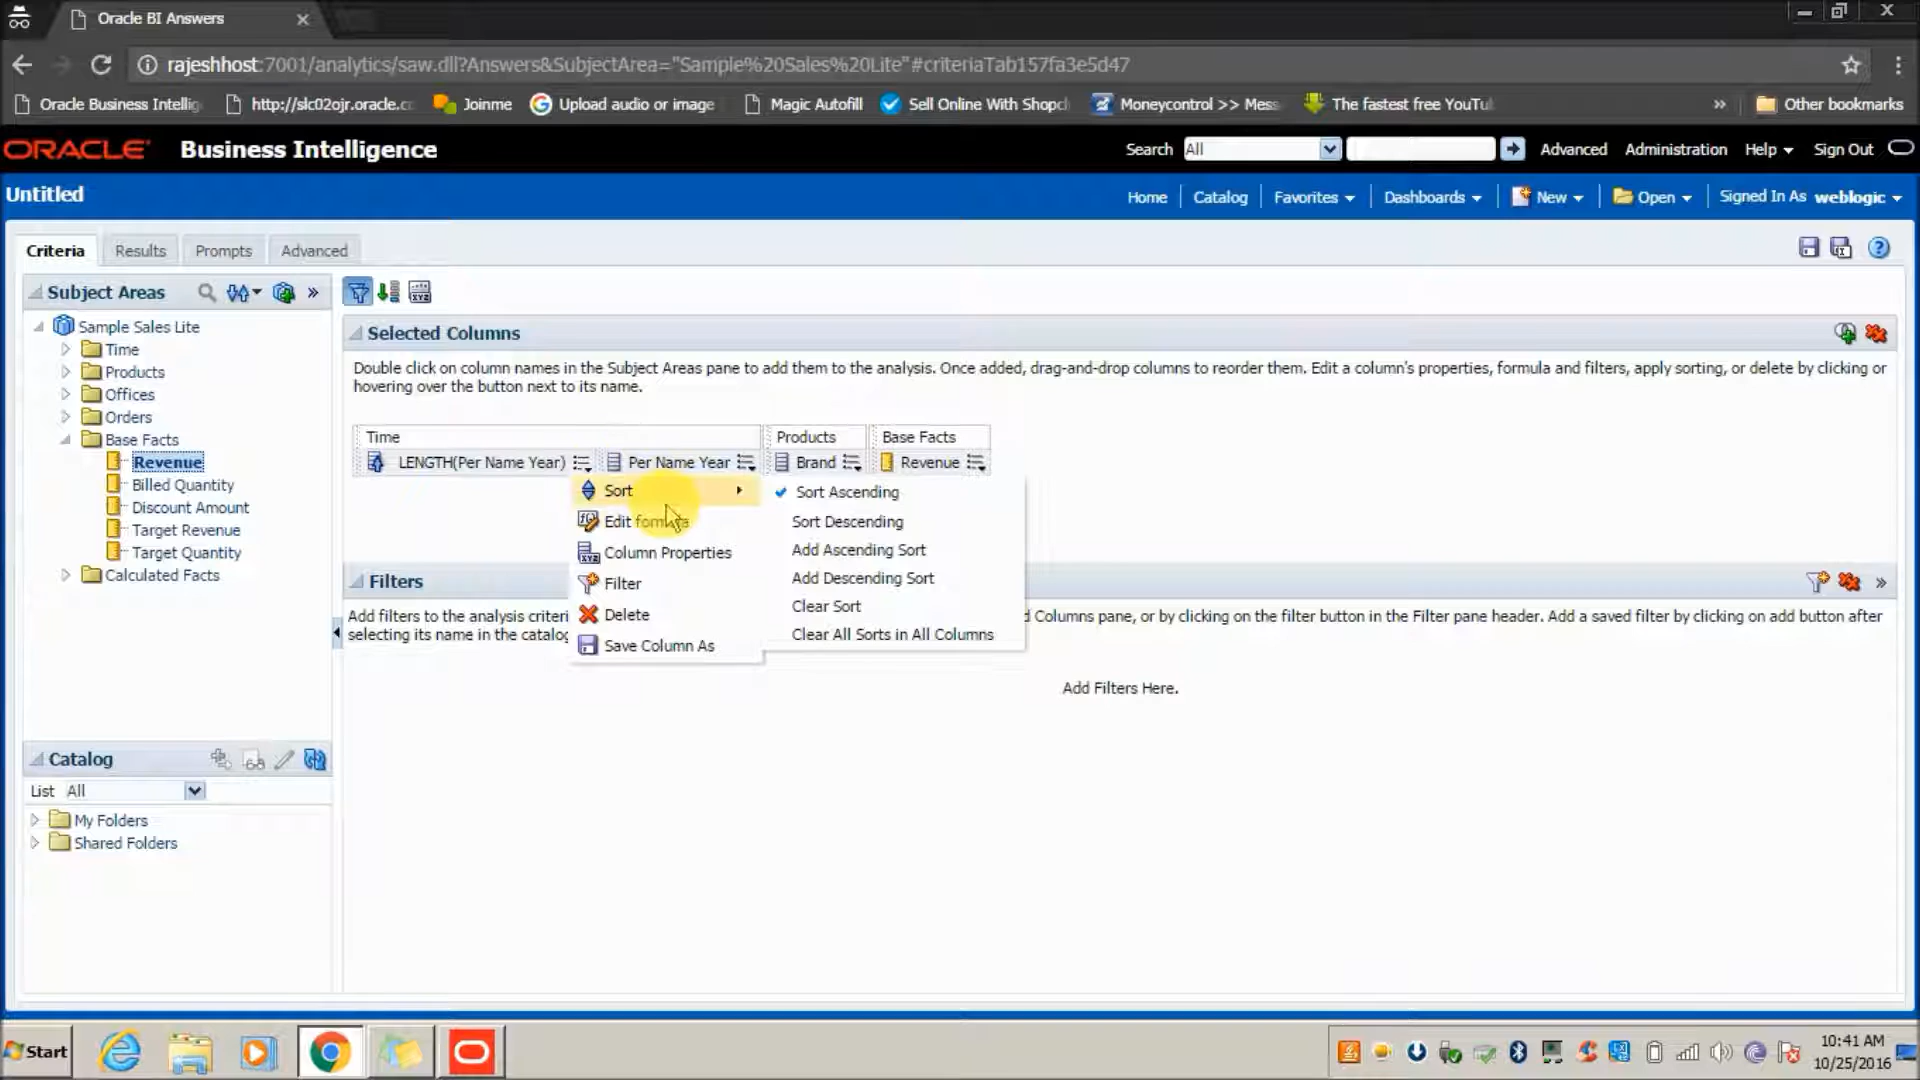 Oracle BI Answers
rajeshhost:7001/analytics/saw.dll?Answers&SubjectArea="Sample%20Sales%20Lite"#criteriaTab157fa3e5d47
Oracle Business Intellig
http://slc02ojr.oracle.c
Joinme
Upload audio or image
Magic Autofill
Sell Online With Shopcl
Moneycontrol >> Mess
The fastest free YouTu
»
Other bookmarks
ORACLE Business Intelligence
Search All
Advanced
Administration
Help
Sign Out
Untitled
Home
Catalog
Favorites
Dashboards
New
Open
Signed In As weblogic
Criteria
Results
Prompts
Advanced
Subject Areas
»
Sample Sales Lite
Time
Products
Offices
Orders
Base Facts
Revenue
Billed Quantity
Discount Amount
Target Revenue
Target Quantity
Calculated Facts
Catalog
List All
My Folders
Shared Folders
Selected Columns
Double click on column names in the Subject Areas pane to add them to the analysis. Once added, drag-and-drop columns to reorder them. Edit a column's properties, formula and filters, apply sorting, or delete by clicking or
hovering over the button next to its name.
Time
Products
Base Facts
LENGTH(Per Name Year)
Per Name Year
Brand
Revenue
Sort
Edit formula
Column Properties
Filter
Delete
Save Column As
Sort Ascending
Sort Descending
Add Ascending Sort
Add Descending Sort
Clear Sort
Clear All Sorts in All Columns
Filters
»
Add filters to the analysis criteri d Columns pane, or by clicking on the filter button in the Filter pane header. Add a saved filter by clicking on add button after
selecting its name in the catalog
Add Filters Here.
Start
10:41 AM
10/25/2016